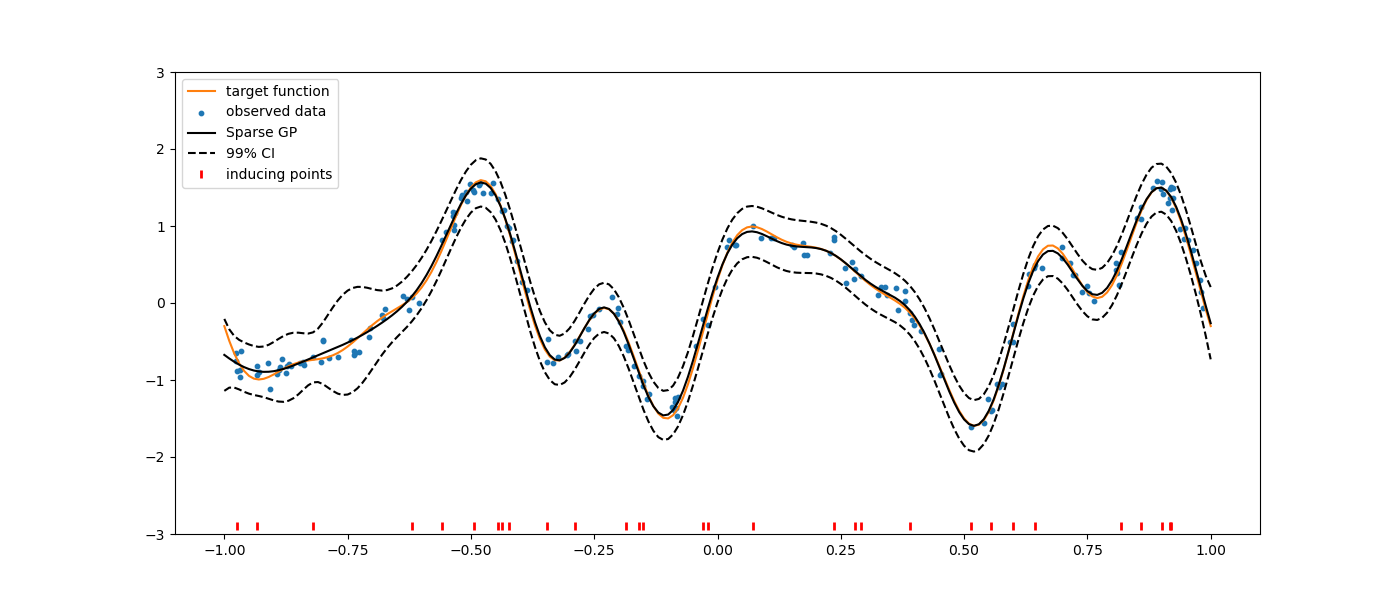 target function
observed data
Sparse GP
99% CI
inducing points
3
2
1
0
−1
−2
−3
−1.00 −0.75 −0.50 −0.25 0.00 0.25 0.50 0.75 1.00